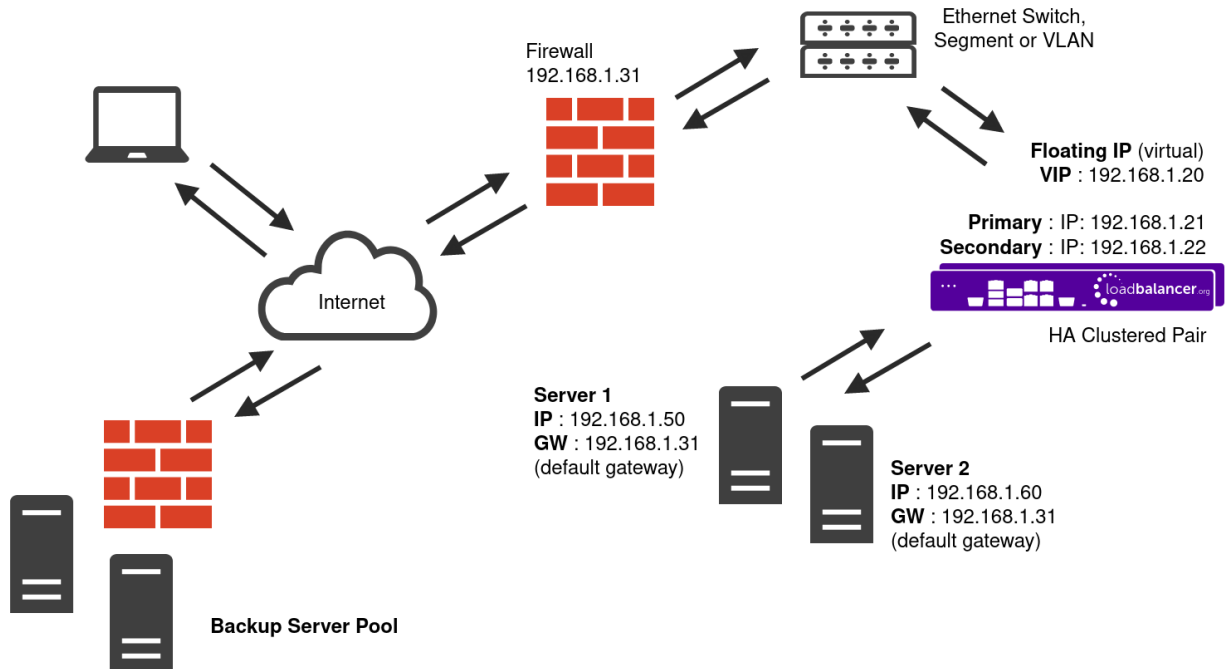 Ethernet Switch,
Segment or VLAN
Firewall
192.168.1.31
Floating IP (virtual)
VIP : 192.168.1.20
Primary : IP: 192.168.1.21
Secondary : IP: 192.168.1.22
loadbalancer.org
HA Clustered Pair
Internet
Server 1
IP : 192.168.1.50
GW : 192.168.1.31
(default gateway)
Server 2
IP : 192.168.1.60
GW : 192.168.1.31
(default gateway)
Backup Server Pool